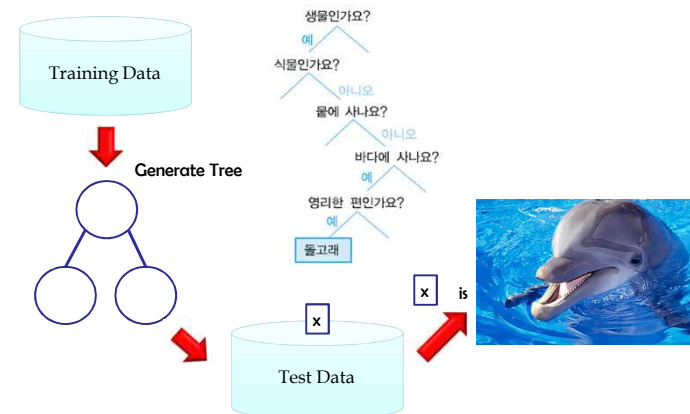 생물인가요?
예
식물인가요?
아니오
뭍에 사나요?
아니오
바다에 사나요?
예
영리한 편인가요?
예
돌고래
Training Data
Generate Tree
x
Test Data
x is